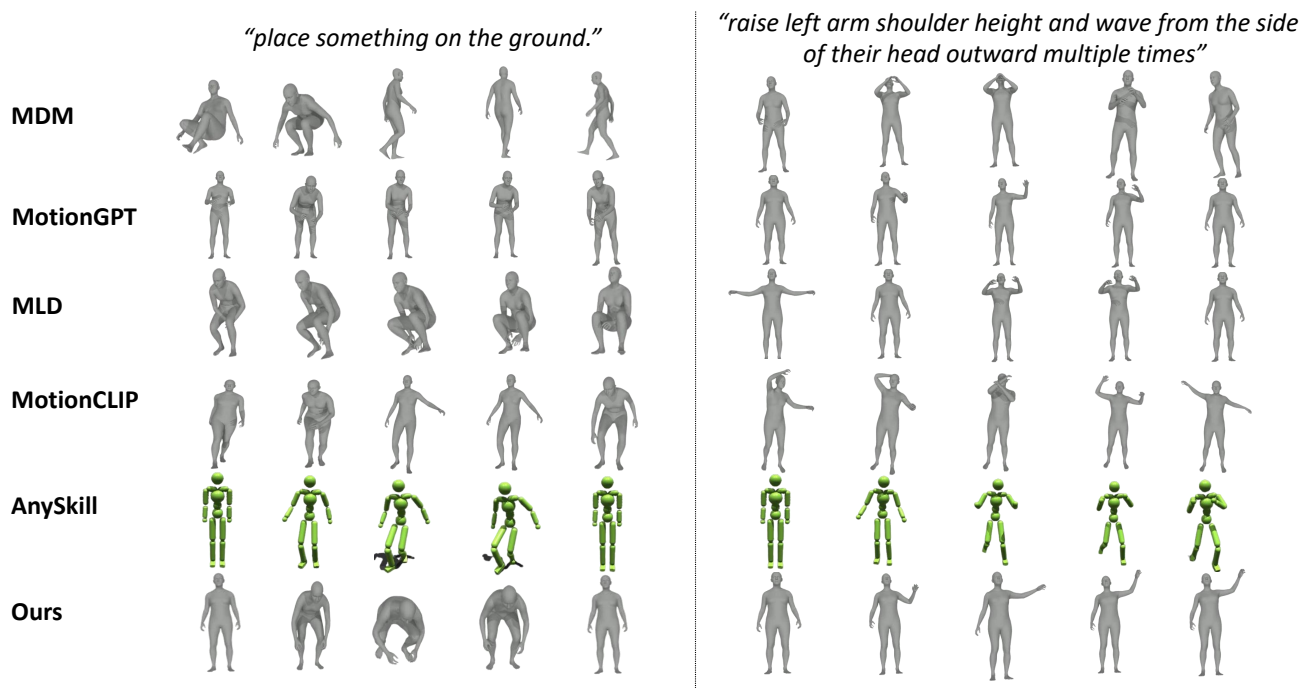 “place something on the ground.”
“raise left arm shoulder height and wave from the side
of their head outward multiple times”
MDM
MotionGPT
MLD
MotionCLIP
AnySkill
Ours